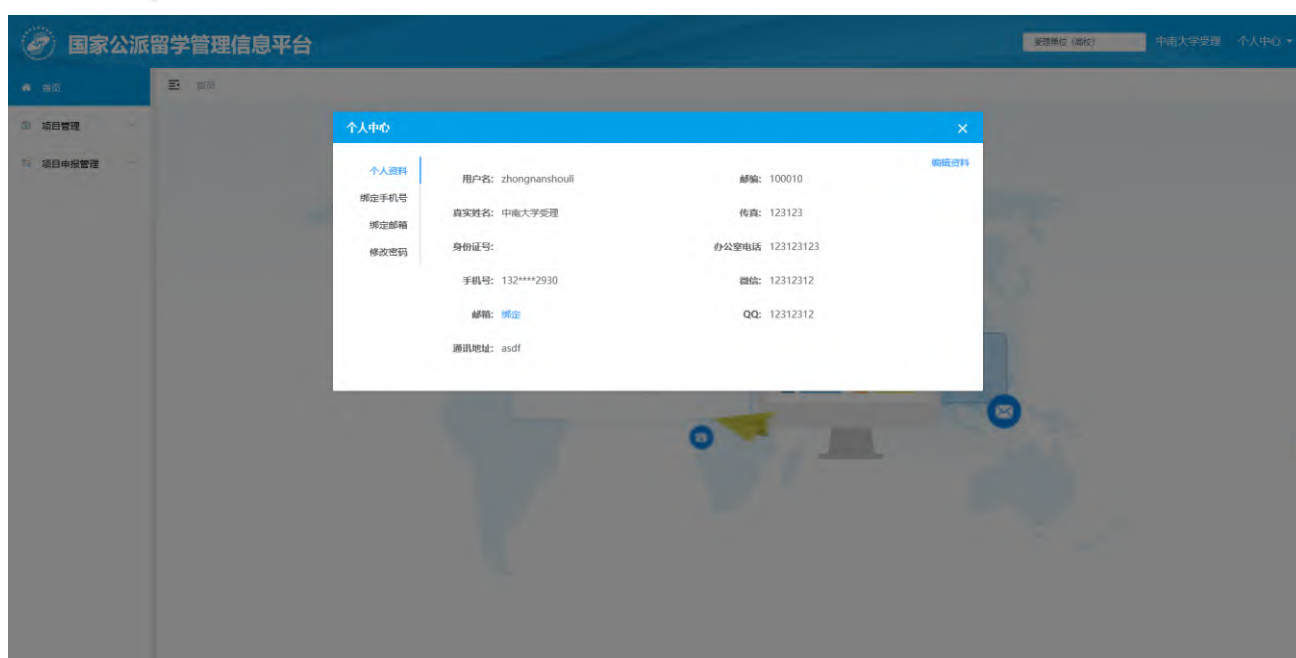 国家公派留学管理信息平台
受理单位（高校） 中南大学受理 个人中心
首页 首页
项目管理
项目申报管理
个人中心 ×
个人资料 编辑资料
绑定手机号
绑定邮箱
修改密码
用户名: zhongnanshouli 邮编: 100010
真实姓名: 中南大学受理 传真: 123123
身份证号: 办公室电话 123123123
手机号: 132****2930 微信: 12312312
邮箱: 绑定 QQ: 12312312
通讯地址: asdf